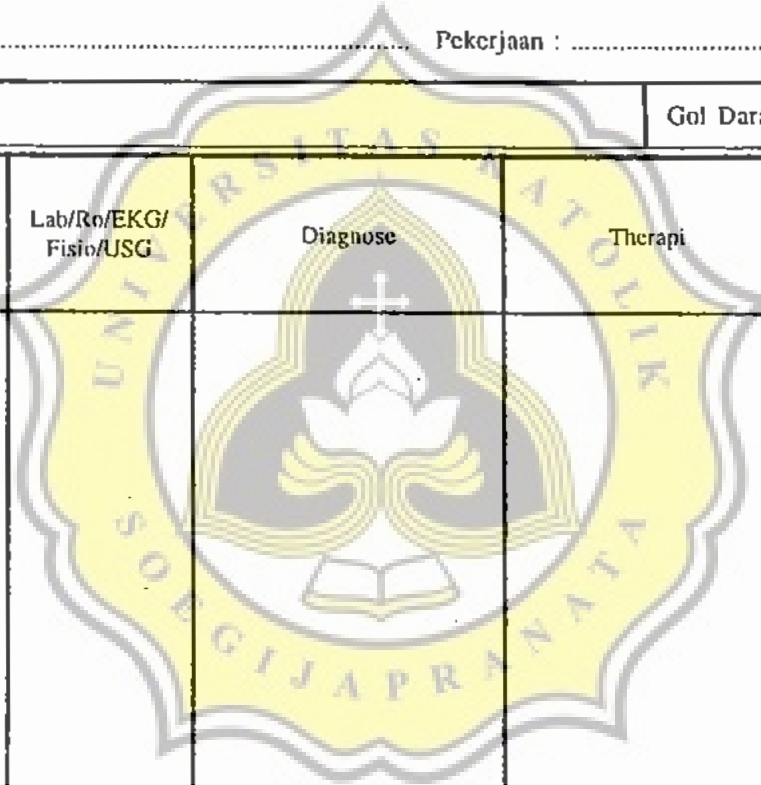 Pekerjaan :
Gol Dara
Lab/Ro/EKG/
Fisio/USG
Diagnose
Therapi
UNIVERSITAS KATOLIK
SOEGIJAPRANATA